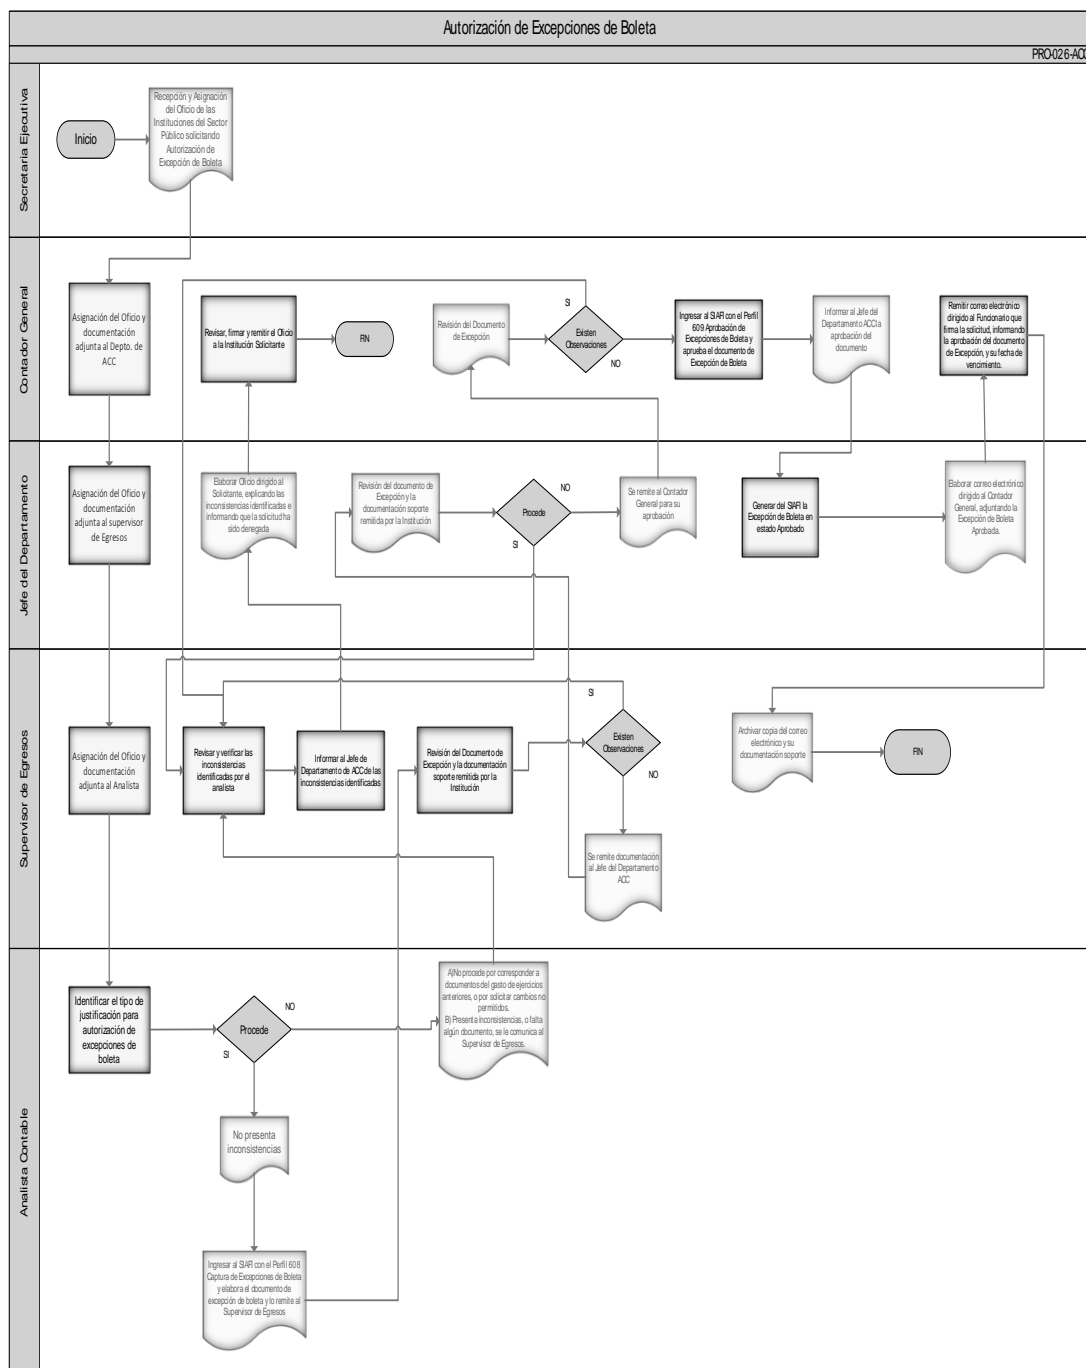 Autorización de Excepciones de Boleta
PRO-026-ACC
Secretaria Ejecutiva
Inicio
Recepción y Asignación
del Oficio de las
Instituciones del Sector
Público solicitando
Autorización de
Excepción de Boleta
Contador General
Asignación del Oficio y
documentación
adjunta al Depto. de
ACC
Revisar, firmar y remitir el Oficio
a la Institución Solicitante
FIN
Revisión del Documento
de Excepción
SI
Existen
Observaciones
NO
Ingresar al SIAFI con el Perfil
609 Aprobación de
Excepciones de Boleta y
aprueba el documento de
Excepción de Boleta
Informar al Jefe del
Departamento ACC la
aprobación del
documento
Remitir correo electrónico
dirigido al Funcionario que
firma la solicitud, informando
la aprobación del documento
de Excepción, y su fecha de
vencimiento.
Jefe del Departamento
Asignación del Oficio y
documentación
adjunta al supervisor
de Egresos
Elaborar Oficio dirigido al
Solicitante, explicando las
inconsistencias identificadas e
informando que la solicitud ha
sido denegada
Revisión del documento de
Excepción y la
documentación soporte
remitida por la Institución
NO
Procede
SI
Se remite al Contador
General para su
aprobación
Generar del SIAFI la
Excepción de Boleta en
estado Aprobado
Elaborar correo electrónico
dirigido al Contador
General, adjuntando la
Excepción de Boleta
Aprobada.
Supervisor de Egresos
Asignación del Oficio y
documentación
adjunta al Analista
Revisar y verificar las
inconsistencias
identificadas por el
analista
Informar al Jefe de
Departamento de ACC de las
inconsistencias identificadas
Revisión del Documento de
Excepción y la documentación
soporte remitida por la
Institución
SI
Existen
Observaciones
NO
Se remite documentación
al Jefe del Departamento
ACC
Archivar copia del correo
electrónico y su
documentación soporte
FIN
Analista Contable
Identificar el tipo de
justificación para
autorización de
excepciones de
boleta
NO
Procede
SI
A)No procede por corresponder a
documentos del gasto de ejercicios
anteriores, o por solicitar cambios no
permitidos.
B) Presenta inconsistencias, o falta
algún documento, se le comunica al
Supervisor de Egresos.
No presenta
inconsistencias
Ingresar al SIAFI con el Perfil 608
Captura de Excepciones de Boleta
y elabora el documento de
excepción de boleta y lo remite al
Supervisor de Egresos